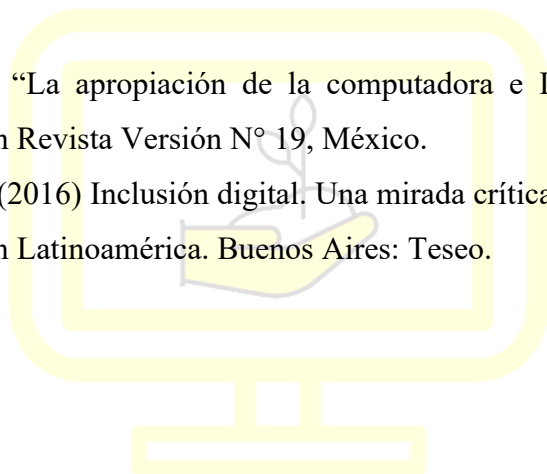 “La apropiación de la computadora e
n Revista Versión N° 19, México.
(2016) Inclusión digital. Una mirada crítica
n Latinoamérica. Buenos Aires: Teseo.